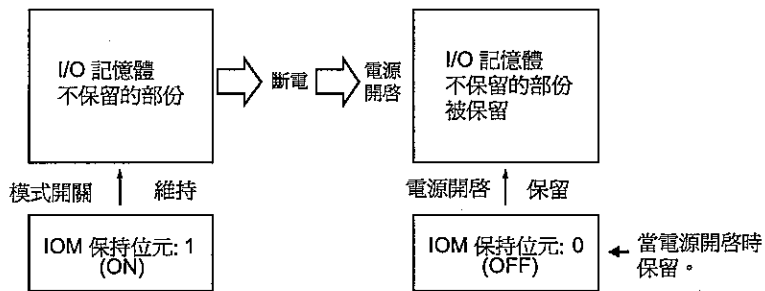 I/O 記憶體
不保留的部份
斷電
電源
開啓
I/O 記憶體
不保留的部份
被保留
模式開關
維持
電源開啓
保留
IOM 保持位元: 1
(ON)
IOM 保持位元: 0
(OFF)
當電源開啓時
保留。